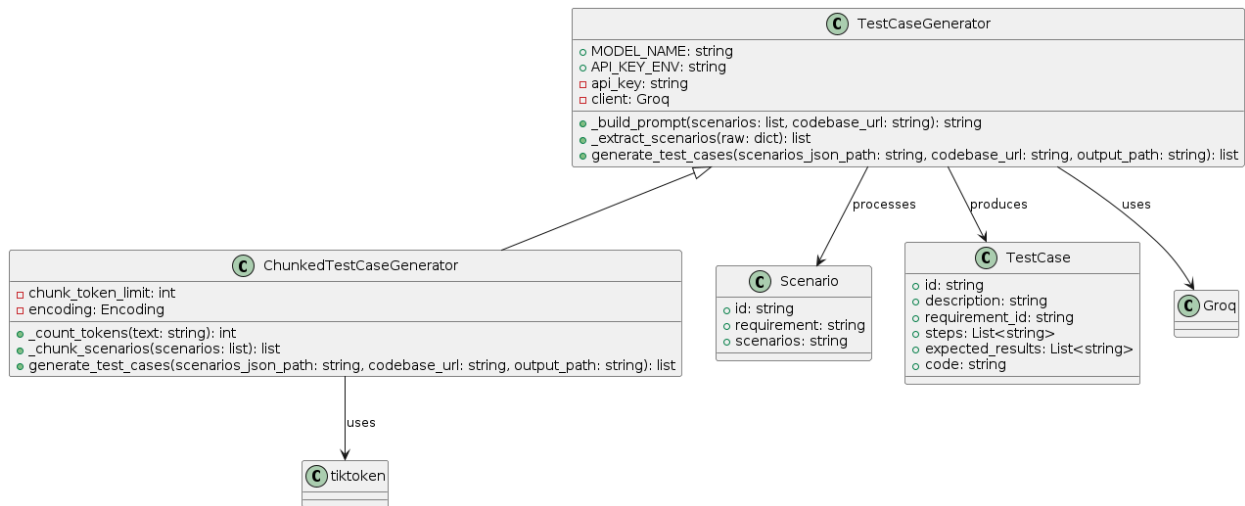 C TestCaseGenerator
MODEL_NAME: string
API_KEY_ENV: string
api_key: string
client: Groq
_build_prompt(scenarios: list, codebase_url: string): string
_extract_scenarios(raw: dict): list
generate_test_cases(scenarios_json_path: string, codebase_url: string, output_path: string): list
processes
produces
uses
C ChunkedTestCaseGenerator
chunk_token_limit: int
encoding: Encoding
_count_tokens(text: string): int
_chunk_scenarios(scenarios: list): list
generate_test_cases(scenarios_json_path: string, codebase_url: string, output_path: string): list
C Scenario
id: string
requirement: string
scenarios: string
C TestCase
id: string
description: string
requirement_id: string
steps: List<string>
expected_results: List<string>
code: string
C Groq
uses
C tiktoken